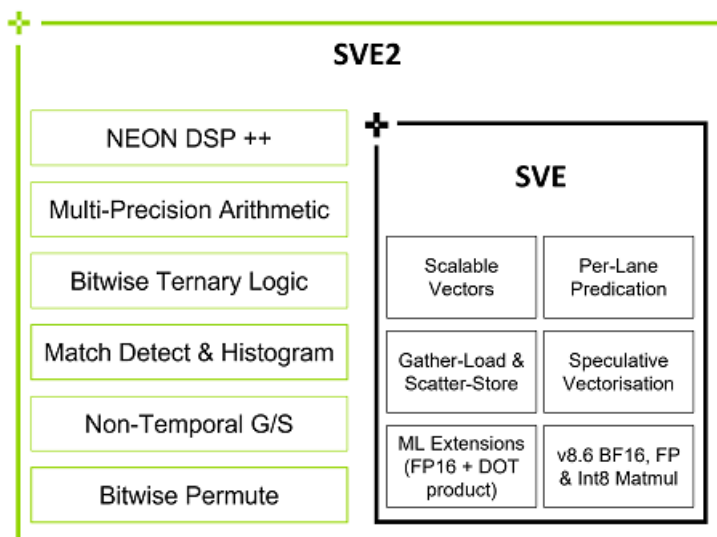 SVE2
NEON DSP ++
Multi-Precision Arithmetic
Bitwise Ternary Logic
Match Detect & Histogram
Non-Temporal G/S
Bitwise Permute
SVE
Scalable
Vectors
Per-Lane
Predication
Gather-Load &
Scatter-Store
Speculative
Vectorisation
ML Extensions
(FP16 + DOT
product)
v8.6 BF16, FP
& Int8 Matmul